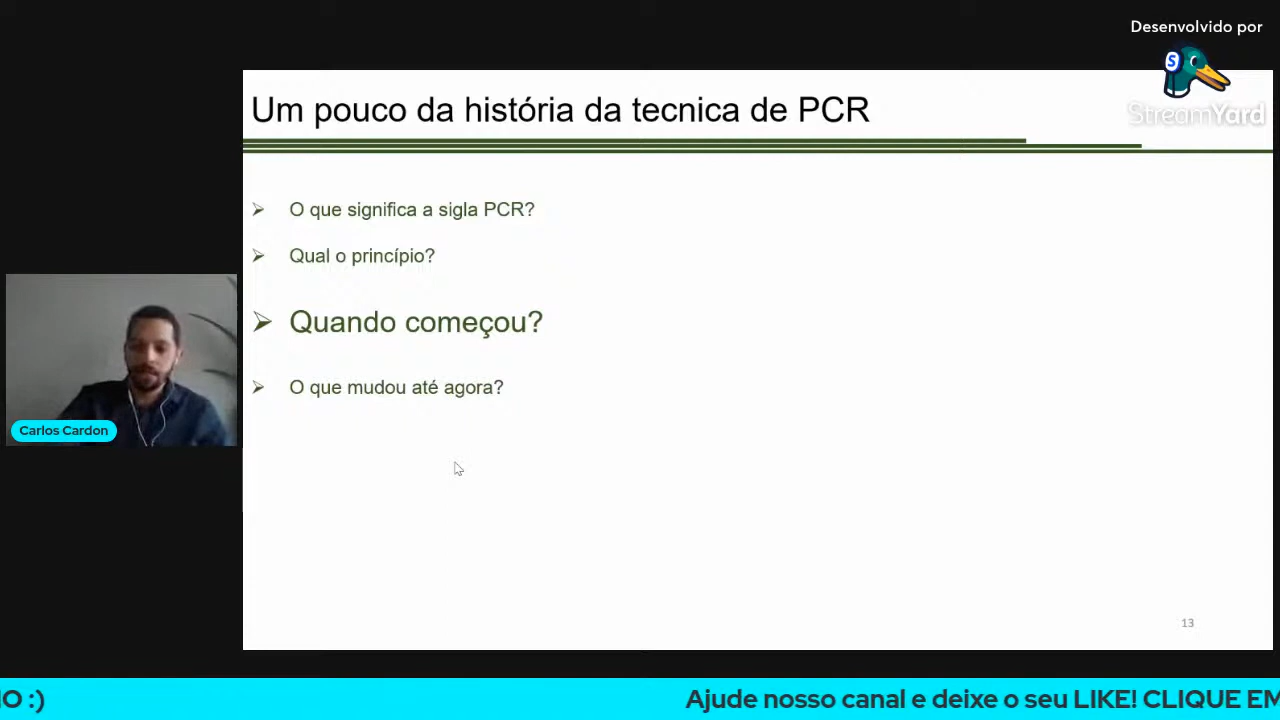 Desenvolvido por
StreamYard
Um pouco da história da tecnica de PCR
O que significa a sigla PCR?
Qual o princípio?
Quando começou?
O que mudou até agora?
Carlos Cardon
13
O :) Ajude nosso canal e deixe o seu LIKE! CLIQUE EM